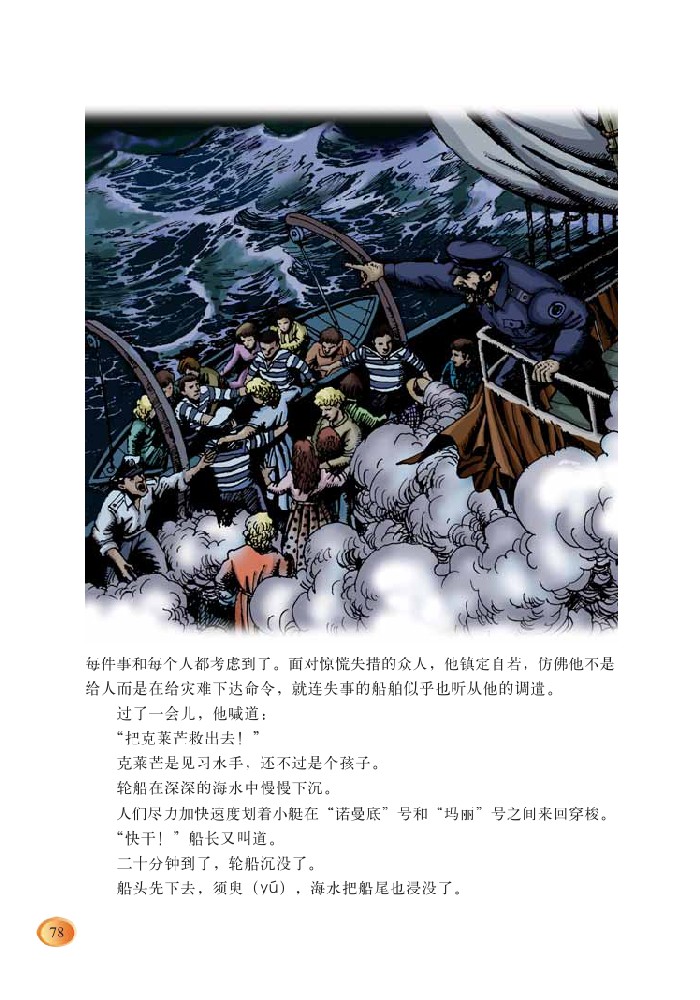 每件事和每个人都考虑到了。面对惊慌失措的众人，他镇定自若，仿佛他不是
给人而是在给灾难下达命令，就连失事的船舶似乎也听从他的调遣。
过了一会儿，他喊道：
“把克莱芒救出去！”
克莱芒是见习水手，还不过是个孩子。
轮船在深深的海水中慢慢下沉。
人们尽力加快速度划着小艇在“诺曼底”号和“玛丽”号之间来回穿梭。
“快干！”船长又叫道。
二十分钟到了，轮船沉没了。
船头先下去，须臾（yú），海水把船尾也浸没了。
78